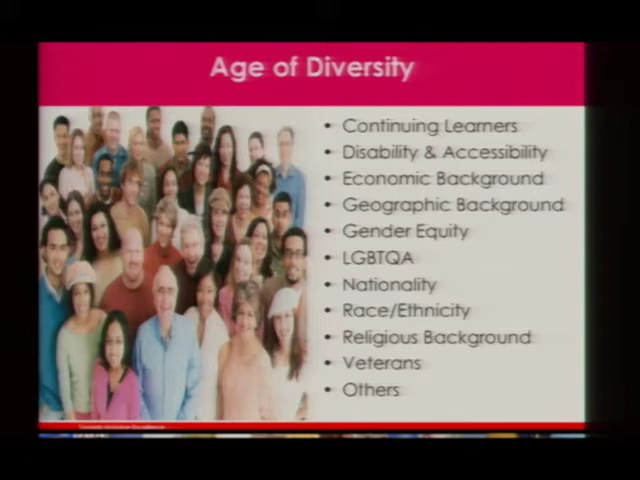 Age of Diversity
• Continuing Learners
• Disability & Accessibility
• Economic Background
• Geographic Background
• Gender Equity
• LGBTQA
• Nationality
• Race/Ethnicity
• Religious Background
• Veterans
• Others